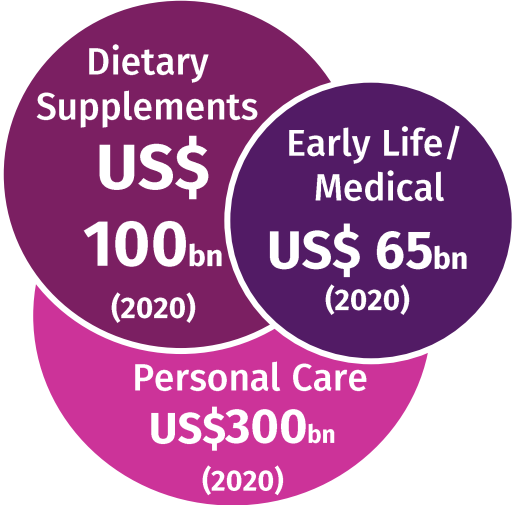 Dietary
Supplements
US$
100bn
(2020)
Early Life/
Medical
US$ 65bn
(2020)
Personal Care
US$300bn
(2020)